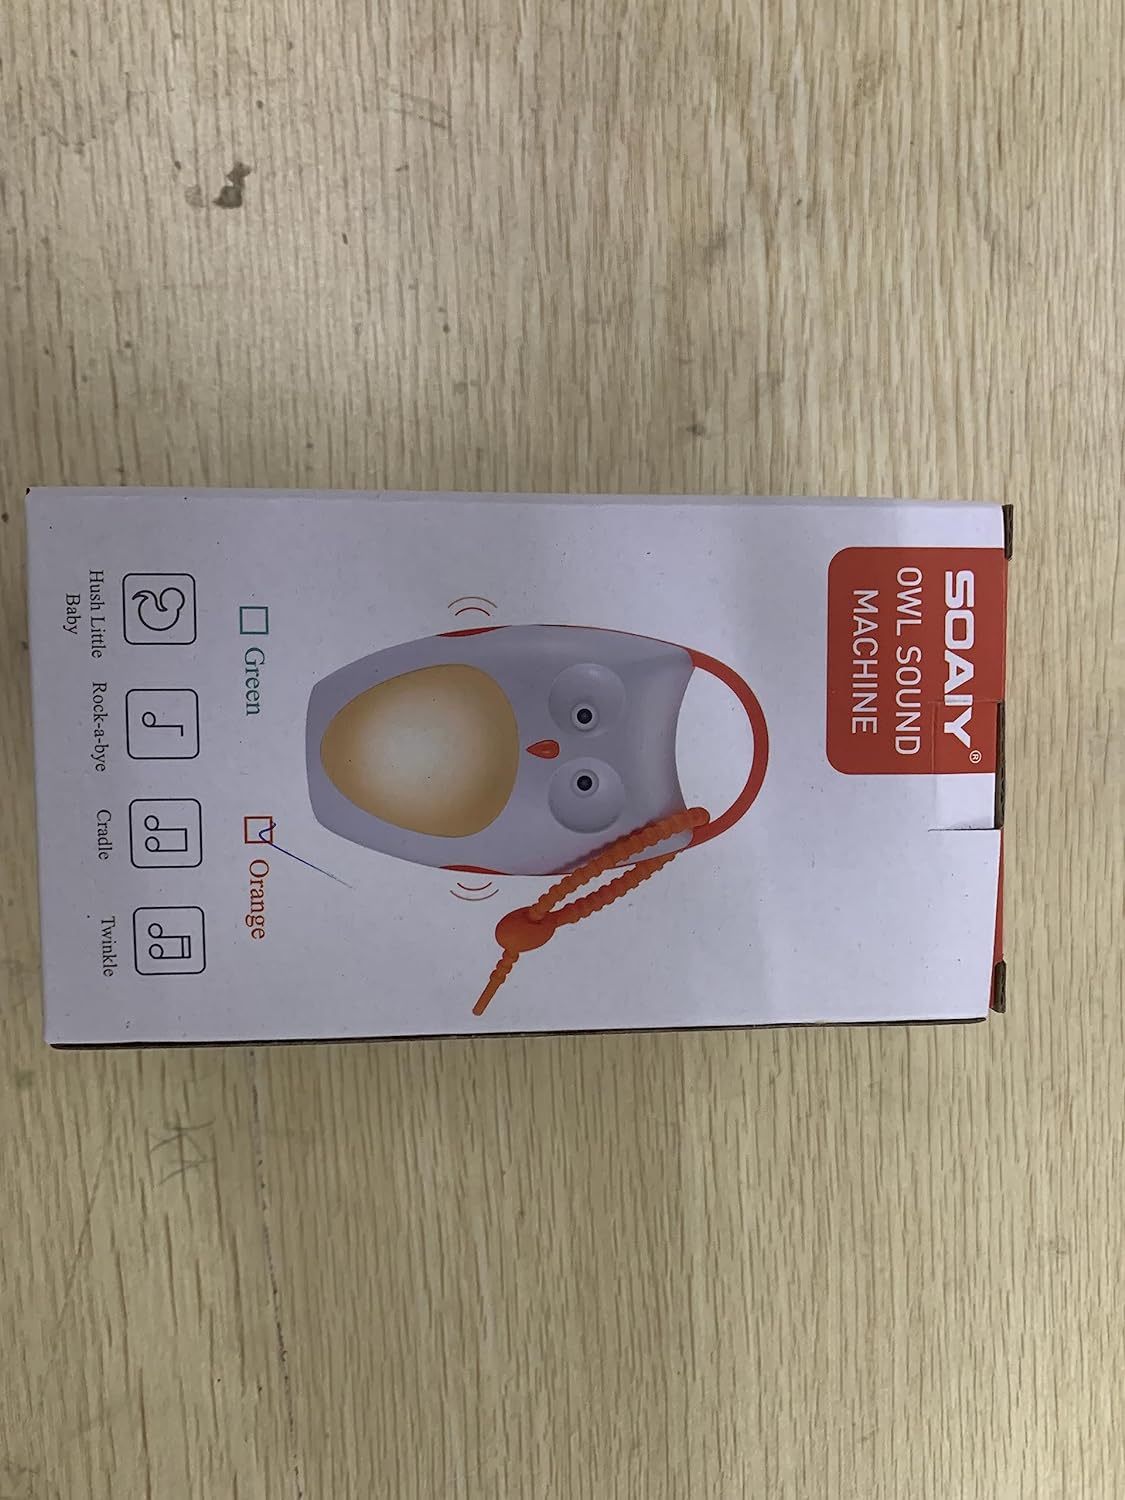 SOAIY®
OWL SOUND
MACHINE
Green
Orange
Hush Little
Baby
Rock-a-bye
Cradle
Twinkle